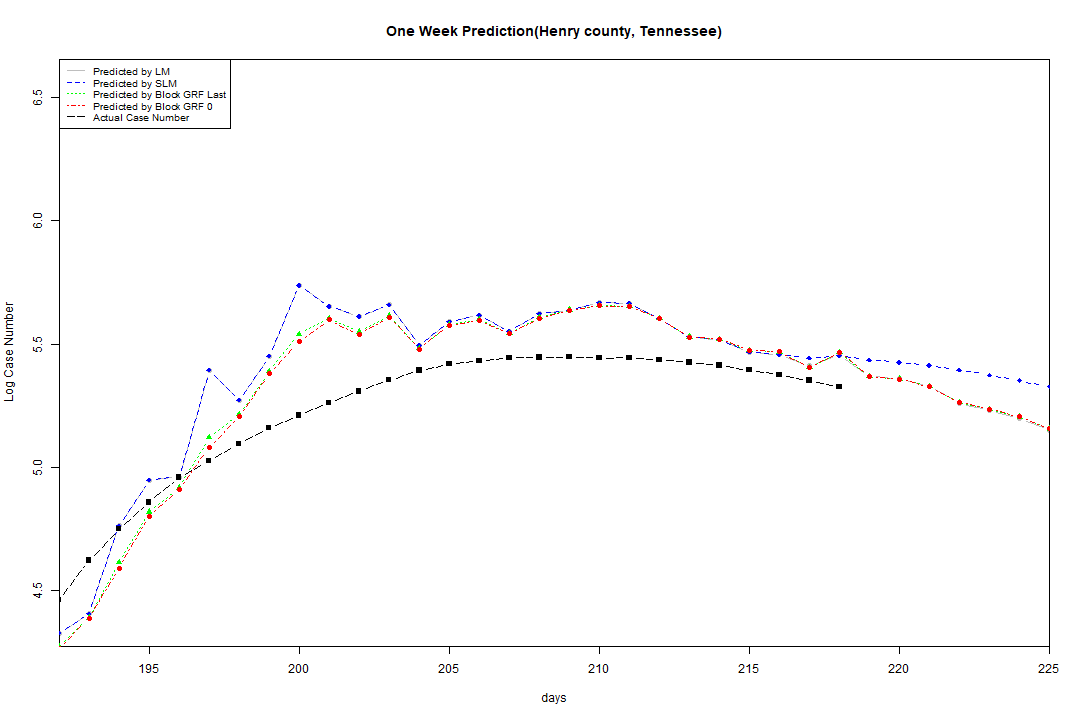 One Week Prediction(Henry county, Tennessee)
Predicted by LM
Predicted by SLM
Predicted by Block GRF Last
Predicted by Block GRF 0
Actual Case Number
Log Case Number
6.5
6.0
5.5
5.0
4.5
195 200 205 210 215 220 225
days